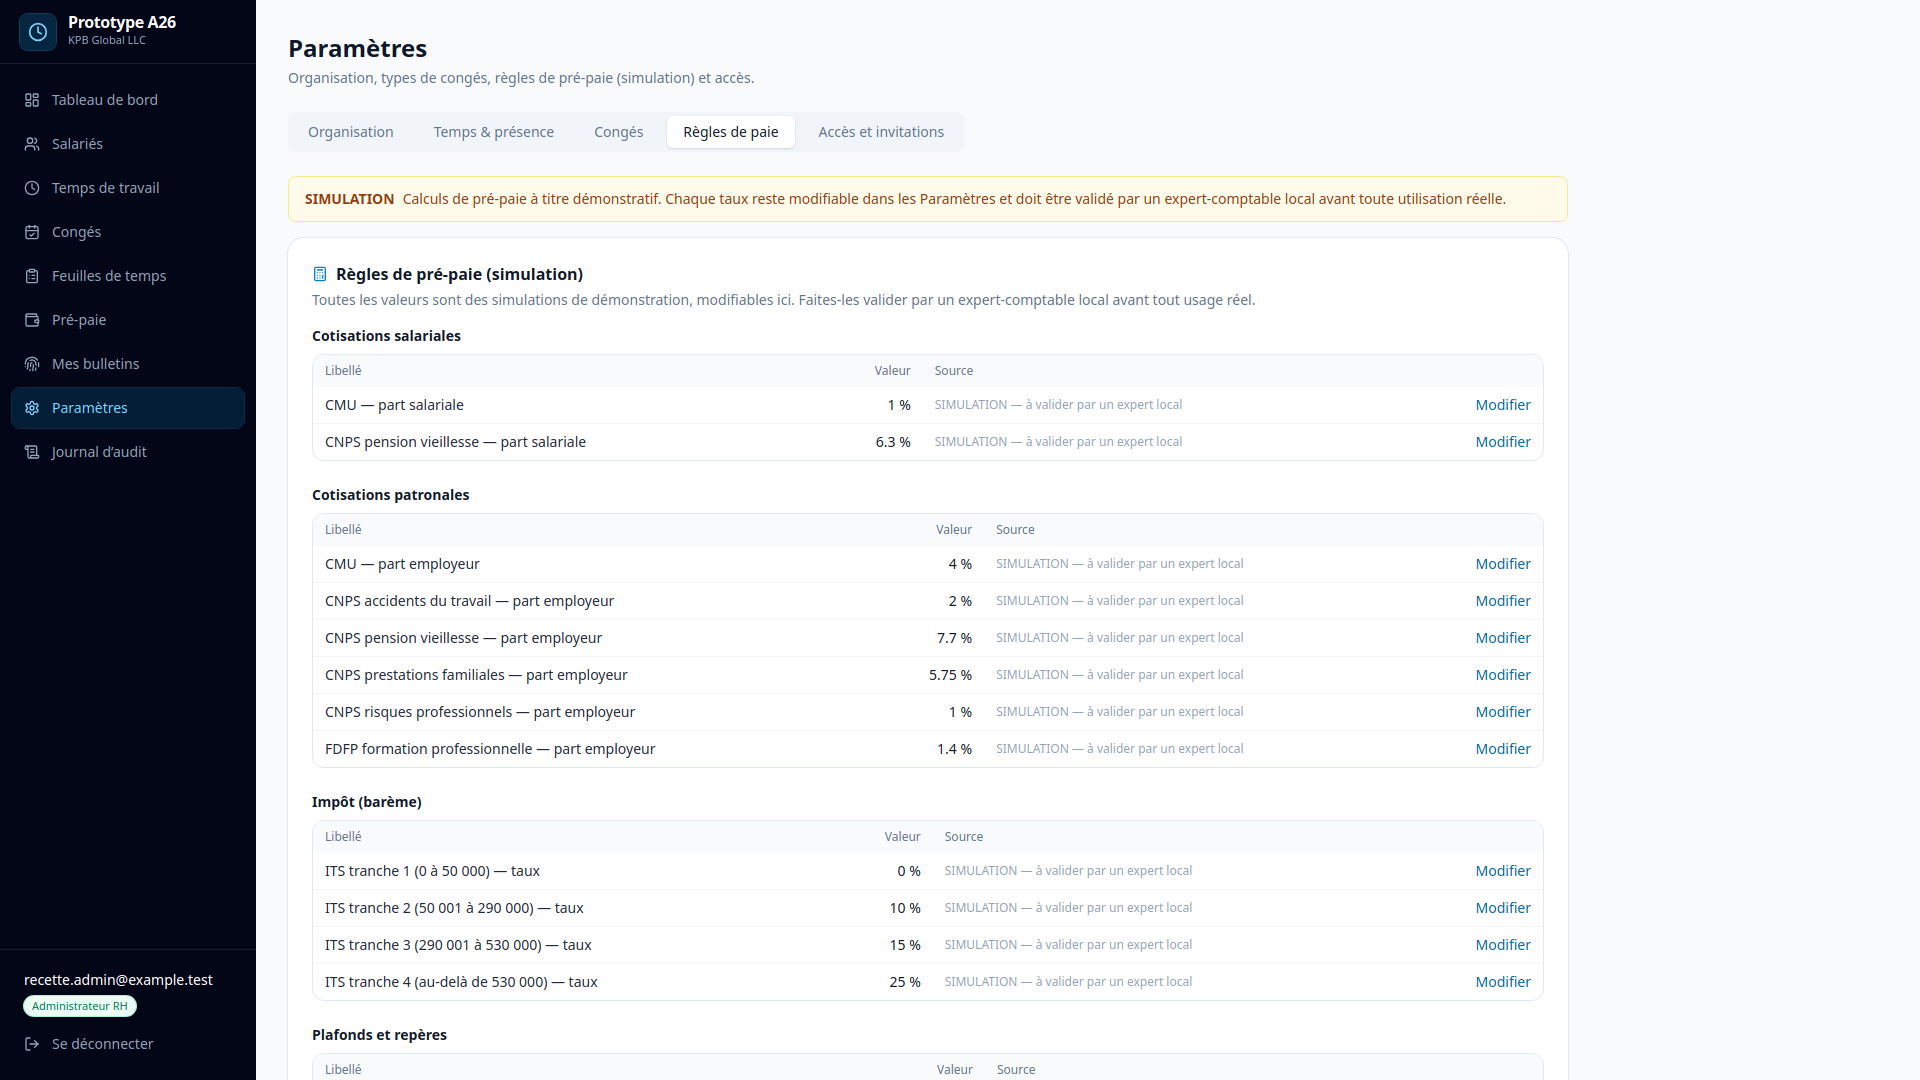 Prototype A26
KPB Global LLC
Tableau de bord
Salariés
Temps de travail
Congés
Feuilles de temps
Pré-paie
Mes bulletins
Paramètres
Journal d’audit
recette.admin@example.test
Administrateur RH
Se déconnecter
Paramètres
Organisation, types de congés, règles de pré-paie (simulation) et accès.
Organisation Temps & présence Congés Règles de paie Accès et invitations
SIMULATION Calculs de pré-paie à titre démonstratif. Chaque taux reste modifiable dans les Paramètres et doit être validé par un expert-comptable local avant toute utilisation réelle.
Règles de pré-paie (simulation)
Toutes les valeurs sont des simulations de démonstration, modifiables ici. Faites-les valider par un expert-comptable local avant tout usage réel.
Cotisations salariales
Libellé Valeur Source
CMU — part salariale 1 % SIMULATION — à valider par un expert local Modifier
CNPS pension vieillesse — part salariale 6.3 % SIMULATION — à valider par un expert local Modifier
Cotisations patronales
Libellé Valeur Source
CMU — part employeur 4 % SIMULATION — à valider par un expert local Modifier
CNPS accidents du travail — part employeur 2 % SIMULATION — à valider par un expert local Modifier
CNPS pension vieillesse — part employeur 7.7 % SIMULATION — à valider par un expert local Modifier
CNPS prestations familiales — part employeur 5.75 % SIMULATION — à valider par un expert local Modifier
CNPS risques professionnels — part employeur 1 % SIMULATION — à valider par un expert local Modifier
FDFP formation professionnelle — part employeur 1.4 % SIMULATION — à valider par un expert local Modifier
Impôt (barème)
Libellé Valeur Source
ITS tranche 1 (0 à 50 000) — taux 0 % SIMULATION — à valider par un expert local Modifier
ITS tranche 2 (50 001 à 290 000) — taux 10 % SIMULATION — à valider par un expert local Modifier
ITS tranche 3 (290 001 à 530 000) — taux 15 % SIMULATION — à valider par un expert local Modifier
ITS tranche 4 (au-delà de 530 000) — taux 25 % SIMULATION — à valider par un expert local Modifier
Plafonds et repères
Libellé Valeur Source